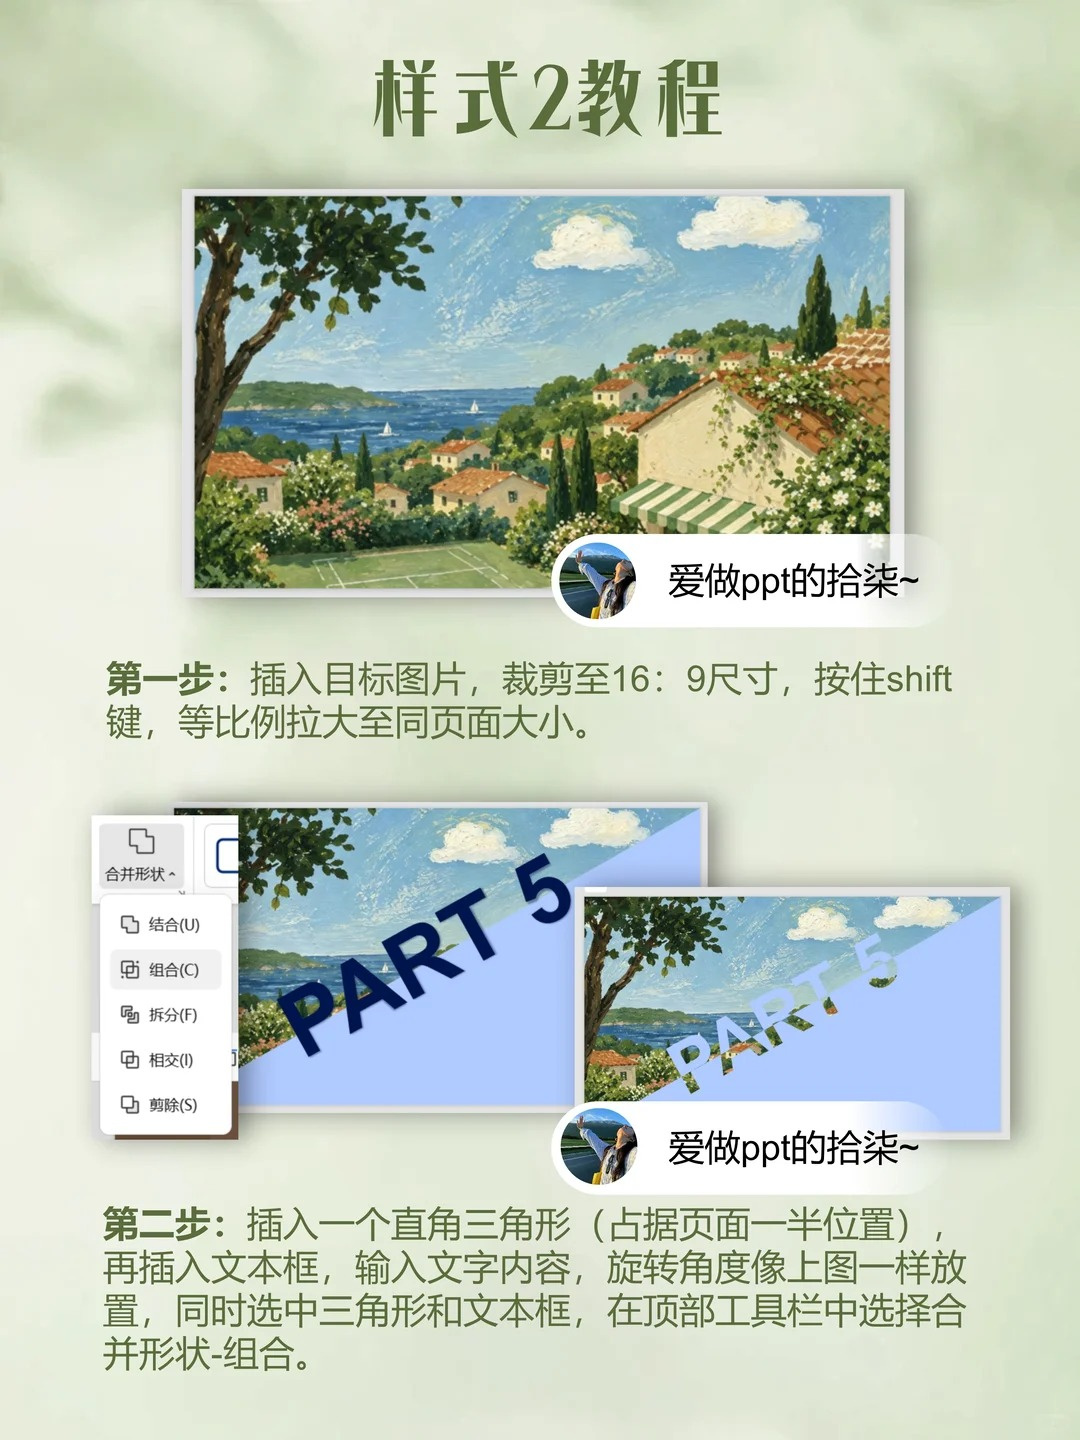 样式2教程
爱做ppt的拾柒~
第一步：插入目标图片，裁剪至16：9尺寸，按住shift
键，等比例拉大至同页面大小。
合并形状
结合(U)
组合(C)
拆分(F)
相交(I)
剪除(S)
PART 5
PART 5
爱做ppt的拾柒~
第二步：插入一个直角三角形（占据页面一半位置），
再插入文本框，输入文字内容，旋转角度像上图一样放
置，同时选中三角形和文本框，在顶部工具栏中选择合
并形状-组合。